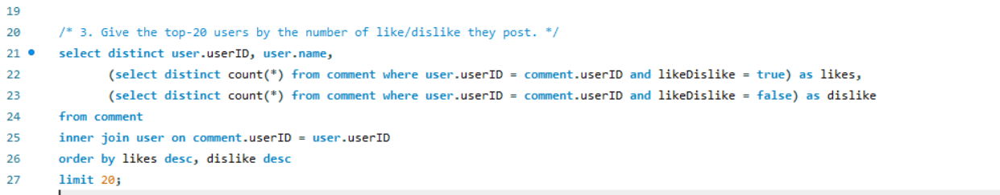 19
20 /* 3. Give the top-20 users by the number of like/dislike they post. */
21 select distinct user.userID, user.name,
22 (select distinct count(*) from comment where user.userID = comment.userID and likeDislike = true) as likes,
23 (select distinct count(*) from comment where user.userID = comment.userID and likeDislike = false) as dislike
24 from comment
25 inner join user on comment.userID = user.userID
26 order by likes desc, dislike desc
27 limit 20;